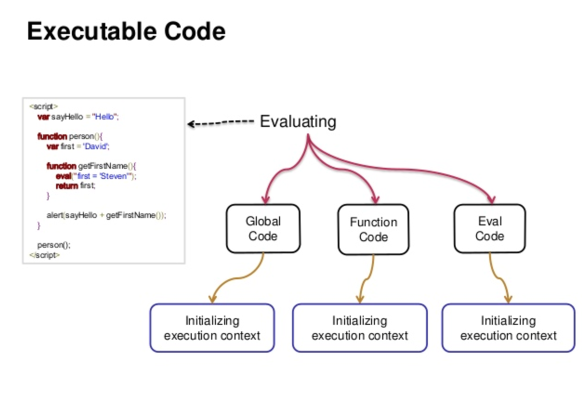 Executable Code
<script>
var sayHello = "Hello";
function person(){
var first = 'David';
function getFirstName(){
eval("first = 'Steven'");
return first;
}
alert(sayHello + getFirstName());
}
person();
</script>
Evaluating
Global
Code
Function
Code
Eval
Code
Initializing
execution context
Initializing
execution context
Initializing
execution context